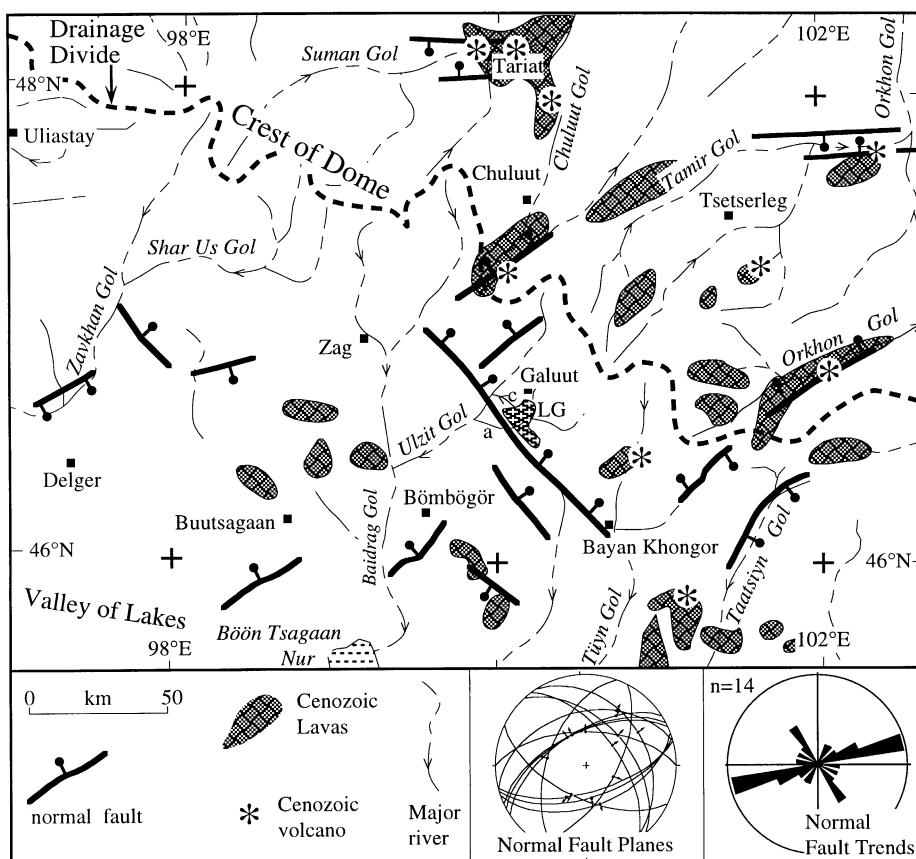 Drainage
Divide
98°E
Suman Gol
Tariat
102°E
Orkhon Gol
48°N
Uliastay
Crest of Dome
Chuluut Gol
Chuluut
Tamir Gol
Tsetserleg
Shar Us Gol
Zavkhan Gol
Zag
Orkhon Gol
Galuut
c
LG
a
Ulzit Gol
Delger
Buutsagaan
Baidrag Gol
Bömbögör
Bayan Khongor
46°N
46°N
Valley of Lakes
Böön Tsagaan
Nur
98°E
Tüyn Gol
Taatsiyn Gol
102°E
0 km 50
Cenozoic
Lavas
normal fault
Cenozoic
volcano
Major
river
Normal Fault Planes
n=14
Normal
Fault Trends